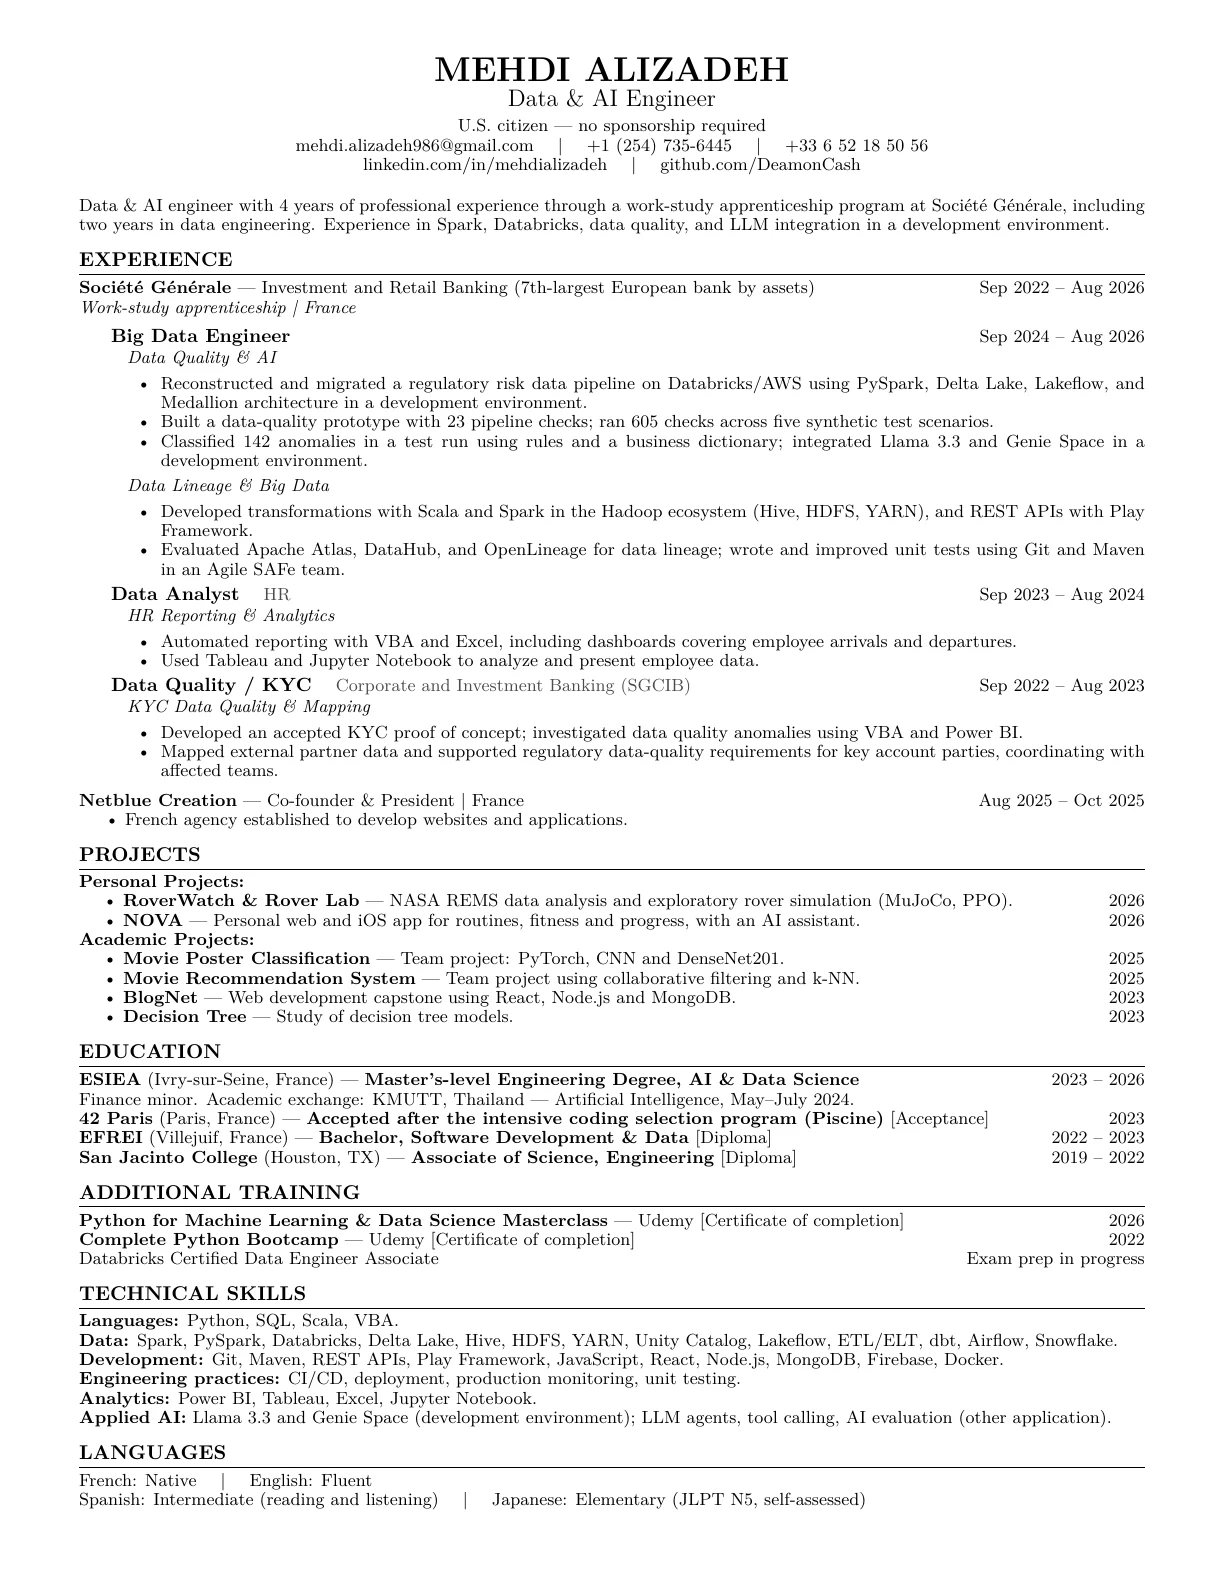 MEHDI ALIZADEH
Data & AI Engineer
U.S. citizen — no sponsorship required
mehdi.alizadeh986@gmail.com | +1 (254) 735-6445 | +33 6 52 18 50 56
linkedin.com/in/mehdializadeh | github.com/DeamonCash
Data & AI engineer with 4 years of professional experience through a work-study apprenticeship program at Société Générale, including
two years in data engineering. Experience in Spark, Databricks, data quality, and LLM integration in a development environment.
EXPERIENCE
Société Générale — Investment and Retail Banking (7th-largest European bank by assets) Sep 2022 – Aug 2026
Work-study apprenticeship | France
Big Data Engineer Sep 2024 – Aug 2026
Data Quality & AI
• Reconstructed and migrated a regulatory risk data pipeline on Databricks/AWS using PySpark, Delta Lake, Lakeflow, and
Medallion architecture in a development environment.
• Built a data-quality prototype with 23 pipeline checks; ran 605 checks across five synthetic test scenarios.
• Classified 142 anomalies in a test run using rules and a business dictionary; integrated Llama 3.3 and Genie Space in a
development environment.
Data Lineage & Big Data
• Developed transformations with Scala and Spark in the Hadoop ecosystem (Hive, HDFS, YARN), and REST APIs with Play
Framework.
• Evaluated Apache Atlas, DataHub, and OpenLineage for data lineage; wrote and improved unit tests using Git and Maven
in an Agile SAFe team.
Data Analyst HR Sep 2023 – Aug 2024
HR Reporting & Analytics
• Automated reporting with VBA and Excel, including dashboards covering employee arrivals and departures.
• Used Tableau and Jupyter Notebook to analyze and present employee data.
Data Quality / KYC Corporate and Investment Banking (SGCIB) Sep 2022 – Aug 2023
KYC Data Quality & Mapping
• Developed an accepted KYC proof of concept; investigated data quality anomalies using VBA and Power BI.
• Mapped external partner data and supported regulatory data-quality requirements for key account parties, coordinating with
affected teams.
Netblue Creation — Co-founder & President | France Aug 2025 – Oct 2025
• French agency established to develop websites and applications.
PROJECTS
Personal Projects:
• RoverWatch & Rover Lab — NASA REMS data analysis and exploratory rover simulation (MuJoCo, PPO). 2026
• NOVA — Personal web and iOS app for routines, fitness and progress, with an AI assistant. 2026
Academic Projects:
• Movie Poster Classification — Team project: PyTorch, CNN and DenseNet201. 2025
• Movie Recommendation System — Team project using collaborative filtering and k-NN. 2025
• BlogNet — Web development capstone using React, Node.js and MongoDB. 2023
• Decision Tree — Study of decision tree models. 2023
EDUCATION
ESIEA (Ivry-sur-Seine, France) — Master's-level Engineering Degree, AI & Data Science 2023 – 2026
Finance minor. Academic exchange: KMUTT, Thailand — Artificial Intelligence, May–July 2024.
42 Paris (Paris, France) — Accepted after the intensive coding selection program (Piscine) [Acceptance] 2023
EFREI (Villejuif, France) — Bachelor, Software Development & Data [Diploma] 2022 – 2023
San Jacinto College (Houston, TX) — Associate of Science, Engineering [Diploma] 2019 – 2022
ADDITIONAL TRAINING
Python for Machine Learning & Data Science Masterclass — Udemy [Certificate of completion] 2026
Complete Python Bootcamp — Udemy [Certificate of completion] 2022
Databricks Certified Data Engineer Associate Exam prep in progress
TECHNICAL SKILLS
Languages: Python, SQL, Scala, VBA.
Data: Spark, PySpark, Databricks, Delta Lake, Hive, HDFS, YARN, Unity Catalog, Lakeflow, ETL/ELT, dbt, Airflow, Snowflake.
Development: Git, Maven, REST APIs, Play Framework, JavaScript, React, Node.js, MongoDB, Firebase, Docker.
Engineering practices: CI/CD, deployment, production monitoring, unit testing.
Analytics: Power BI, Tableau, Excel, Jupyter Notebook.
Applied AI: Llama 3.3 and Genie Space (development environment); LLM agents, tool calling, AI evaluation (other application).
LANGUAGES
French: Native | English: Fluent
Spanish: Intermediate (reading and listening) | Japanese: Elementary (JLPT N5, self-assessed)